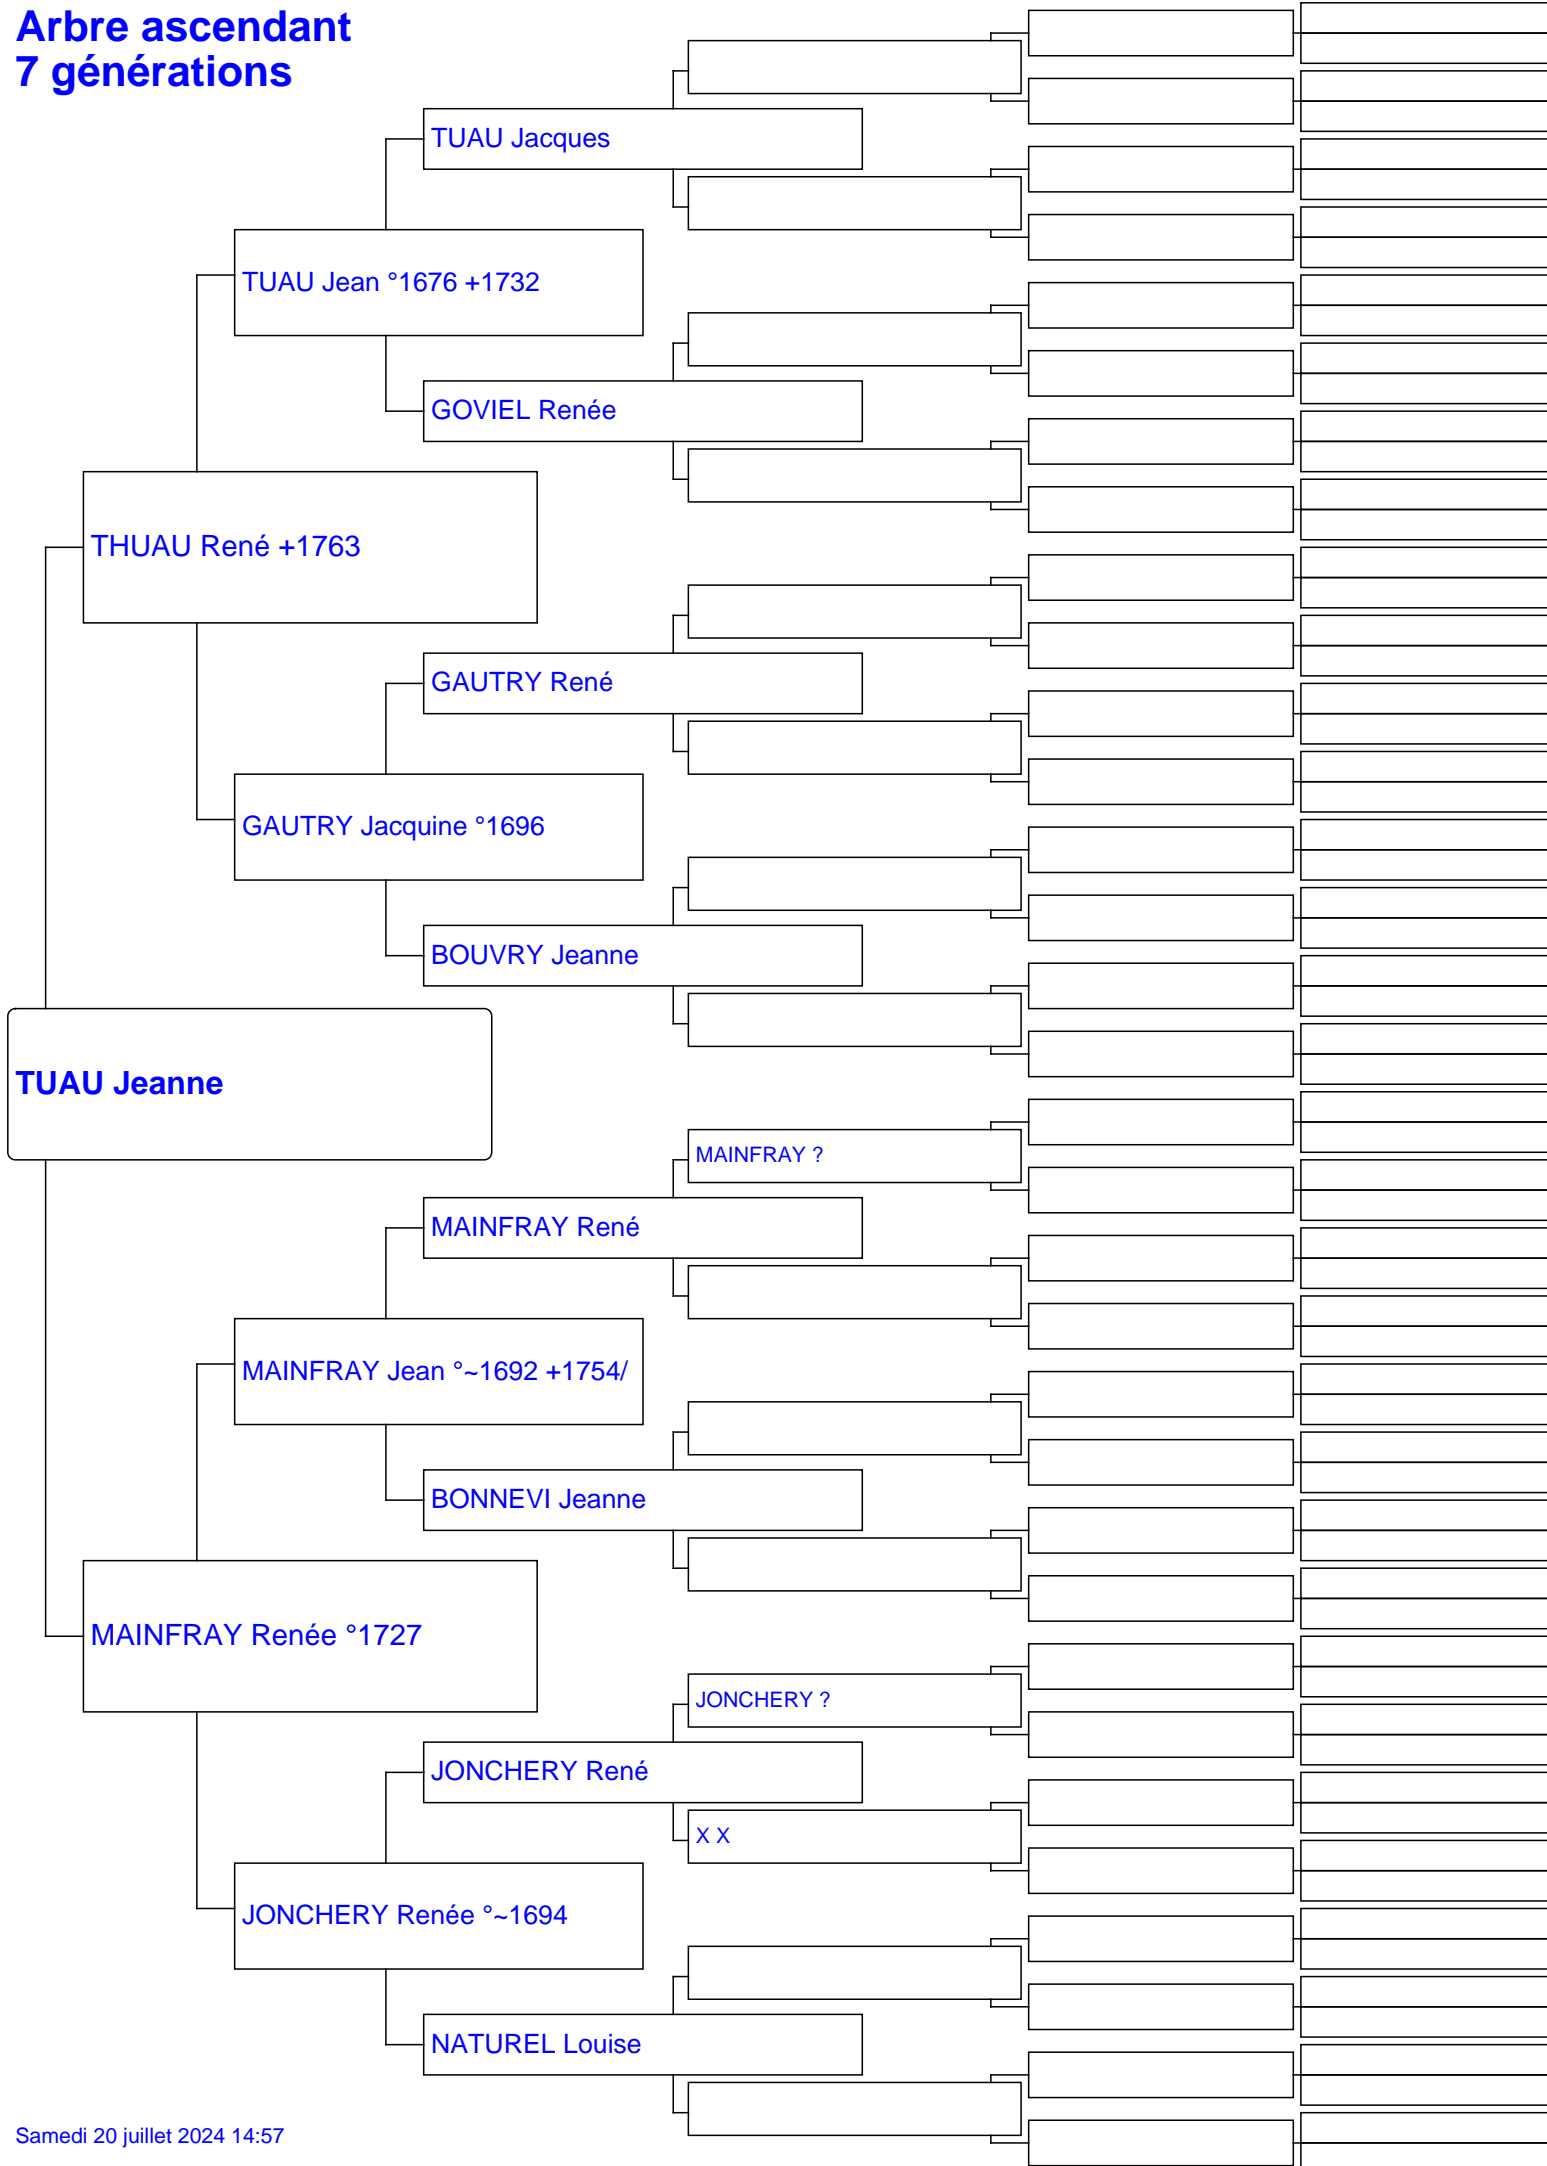 Arbre ascendant
7 générations
TUAU Jacques
TUAU Jean °1676 +1732
GOVIEL Renée
THUAU René +1763
GAUTRY René
GAUTRY Jacquine °1696
BOUVRY Jeanne
TUAU Jeanne
MAINFRAY ?
MAINFRAY René
MAINFRAY Jean °~1692 +1754/
BONNEVI Jeanne
MAINFRAY Renée °1727
JONCHERY ?
JONCHERY René
X X
JONCHERY Renée °~1694
NATUREL Louise
Samedi 20 juillet 2024 14:57